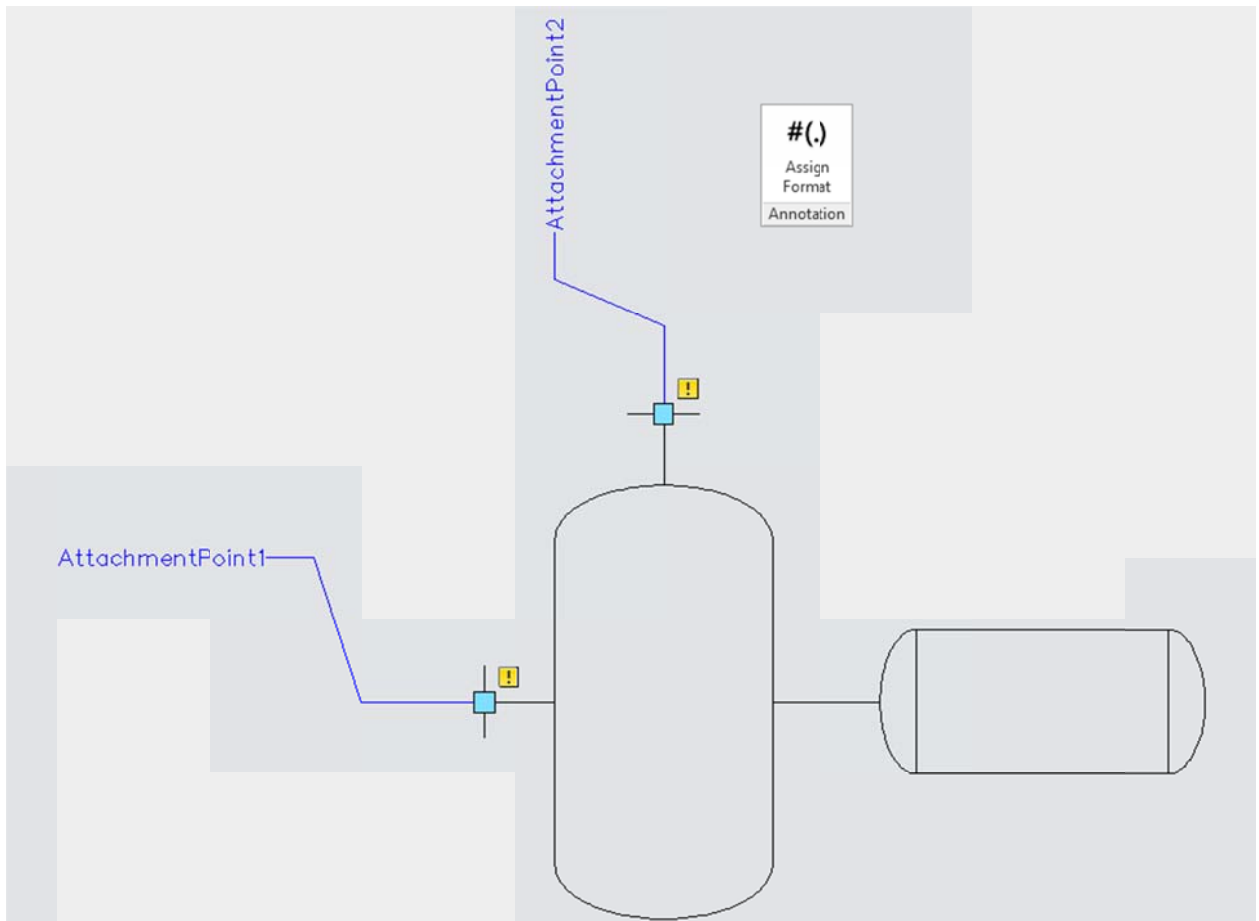 AttachmentPoint2
#(.)
Assign
Format
Annotation
!
AttachmentPoint1
!